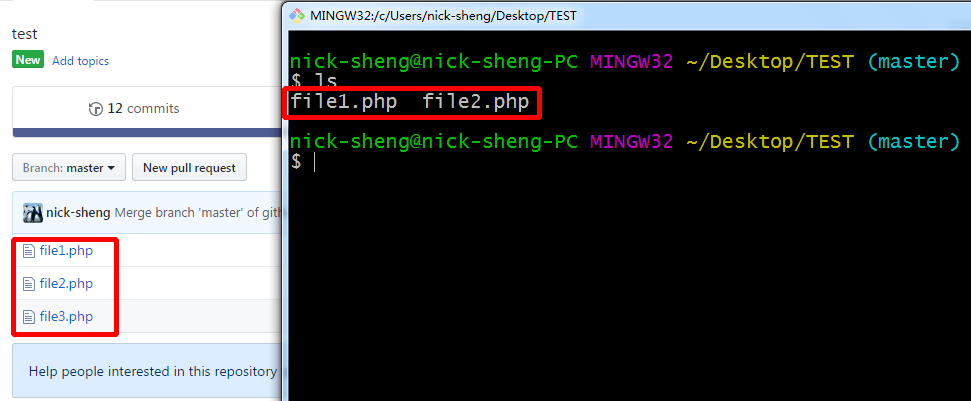 test
New Add topics
12 commits
Branch: master New pull request
nick-sheng Merge branch 'master' of
file1.php
file2.php
file3.php
Help people interested in this repository
MINGW32:/c/Users/nick-sheng/Desktop/TEST
nick-sheng@nick-sheng-PC MINGW32 ~/Desktop/TEST (master)
$ ls
file1.php file2.php
nick-sheng@nick-sheng-PC MINGW32 ~/Desktop/TEST (master)
$